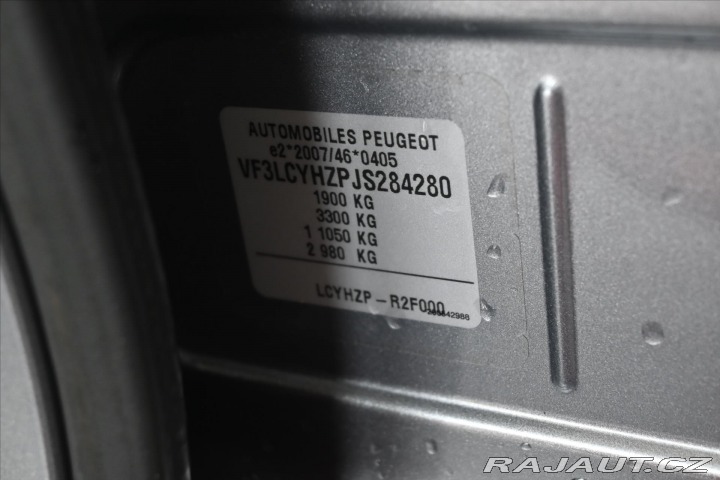 AUTOMOBILES PEUGEOT
e2*2007/46*0405
VF3LCYHZPJS284280
1900 KG
3300 KG
1 1050 KG
2 980 KG
LCYHZP – R2F000
RAJAUT.CZ